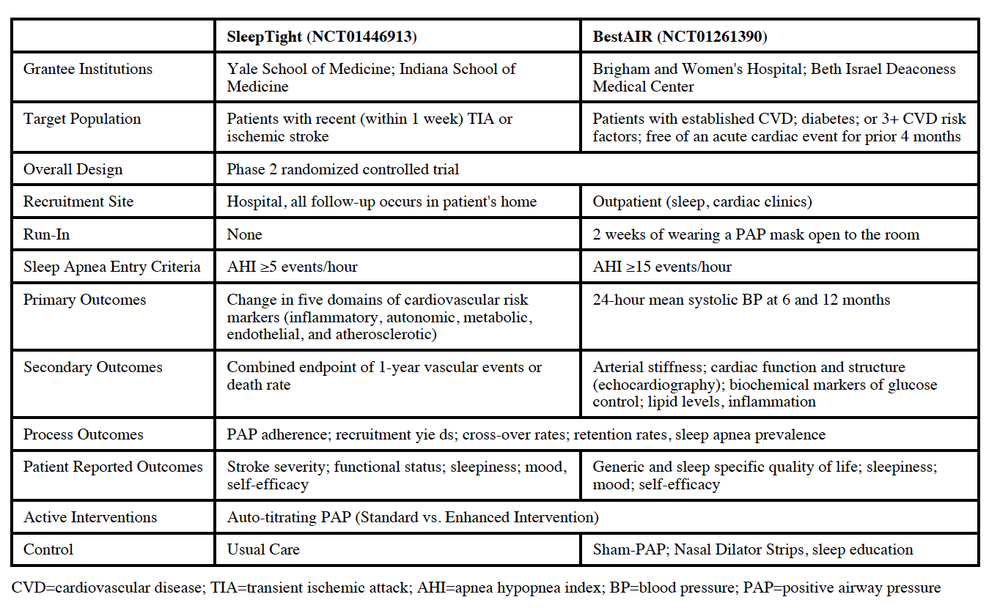 SleepTight (NCT01446913) BestAIR (NCT01261390)
Grantee Institutions
Yale School of Medicine; Indiana School of
Medicine
Brigham and Women's Hospital; Beth Israel Deaconess
Medical Center
Target Population
Patients with recent (within 1 week) TIA or
ischemic stroke
Patients with established CVD; diabetes; or 3+ CVD risk
factors; free of an acute cardiac event for prior 4 months
Overall Design
Phase 2 randomized controlled trial
Recruitment Site
Hospital, all follow-up occurs in patient's home
Outpatient (sleep, cardiac clinics)
Run-In
None
2 weeks of wearing a PAP mask open to the room
Sleep Apnea Entry Criteria
AHI ≥5 events/hour
AHI ≥15 events/hour
Primary Outcomes
Change in five domains of cardiovascular risk
markers (inflammatory, autonomic, metabolic,
endothelial, and atherosclerotic)
24-hour mean systolic BP at 6 and 12 months
Secondary Outcomes
Combined endpoint of 1-year vascular events or
death rate
Arterial stiffness; cardiac function and structure
(echocardiography); biochemical markers of glucose
control; lipid levels, inflammation
Process Outcomes
PAP adherence; recruitment yie ds; cross-over rates; retention rates, sleep apnea prevalence
Patient Reported Outcomes
Stroke severity; functional status; sleepiness; mood,
self-efficacy
Generic and sleep specific quality of life; sleepiness;
mood; self-efficacy
Active Interventions
Auto-titrating PAP (Standard vs. Enhanced Intervention)
Control
Usual Care
Sham-PAP; Nasal Dilator Strips, sleep education
CVD=cardiovascular disease; TIA=transient ischemic attack; AHI=apnea hypopnea index; BP=blood pressure; PAP=positive airway pressure